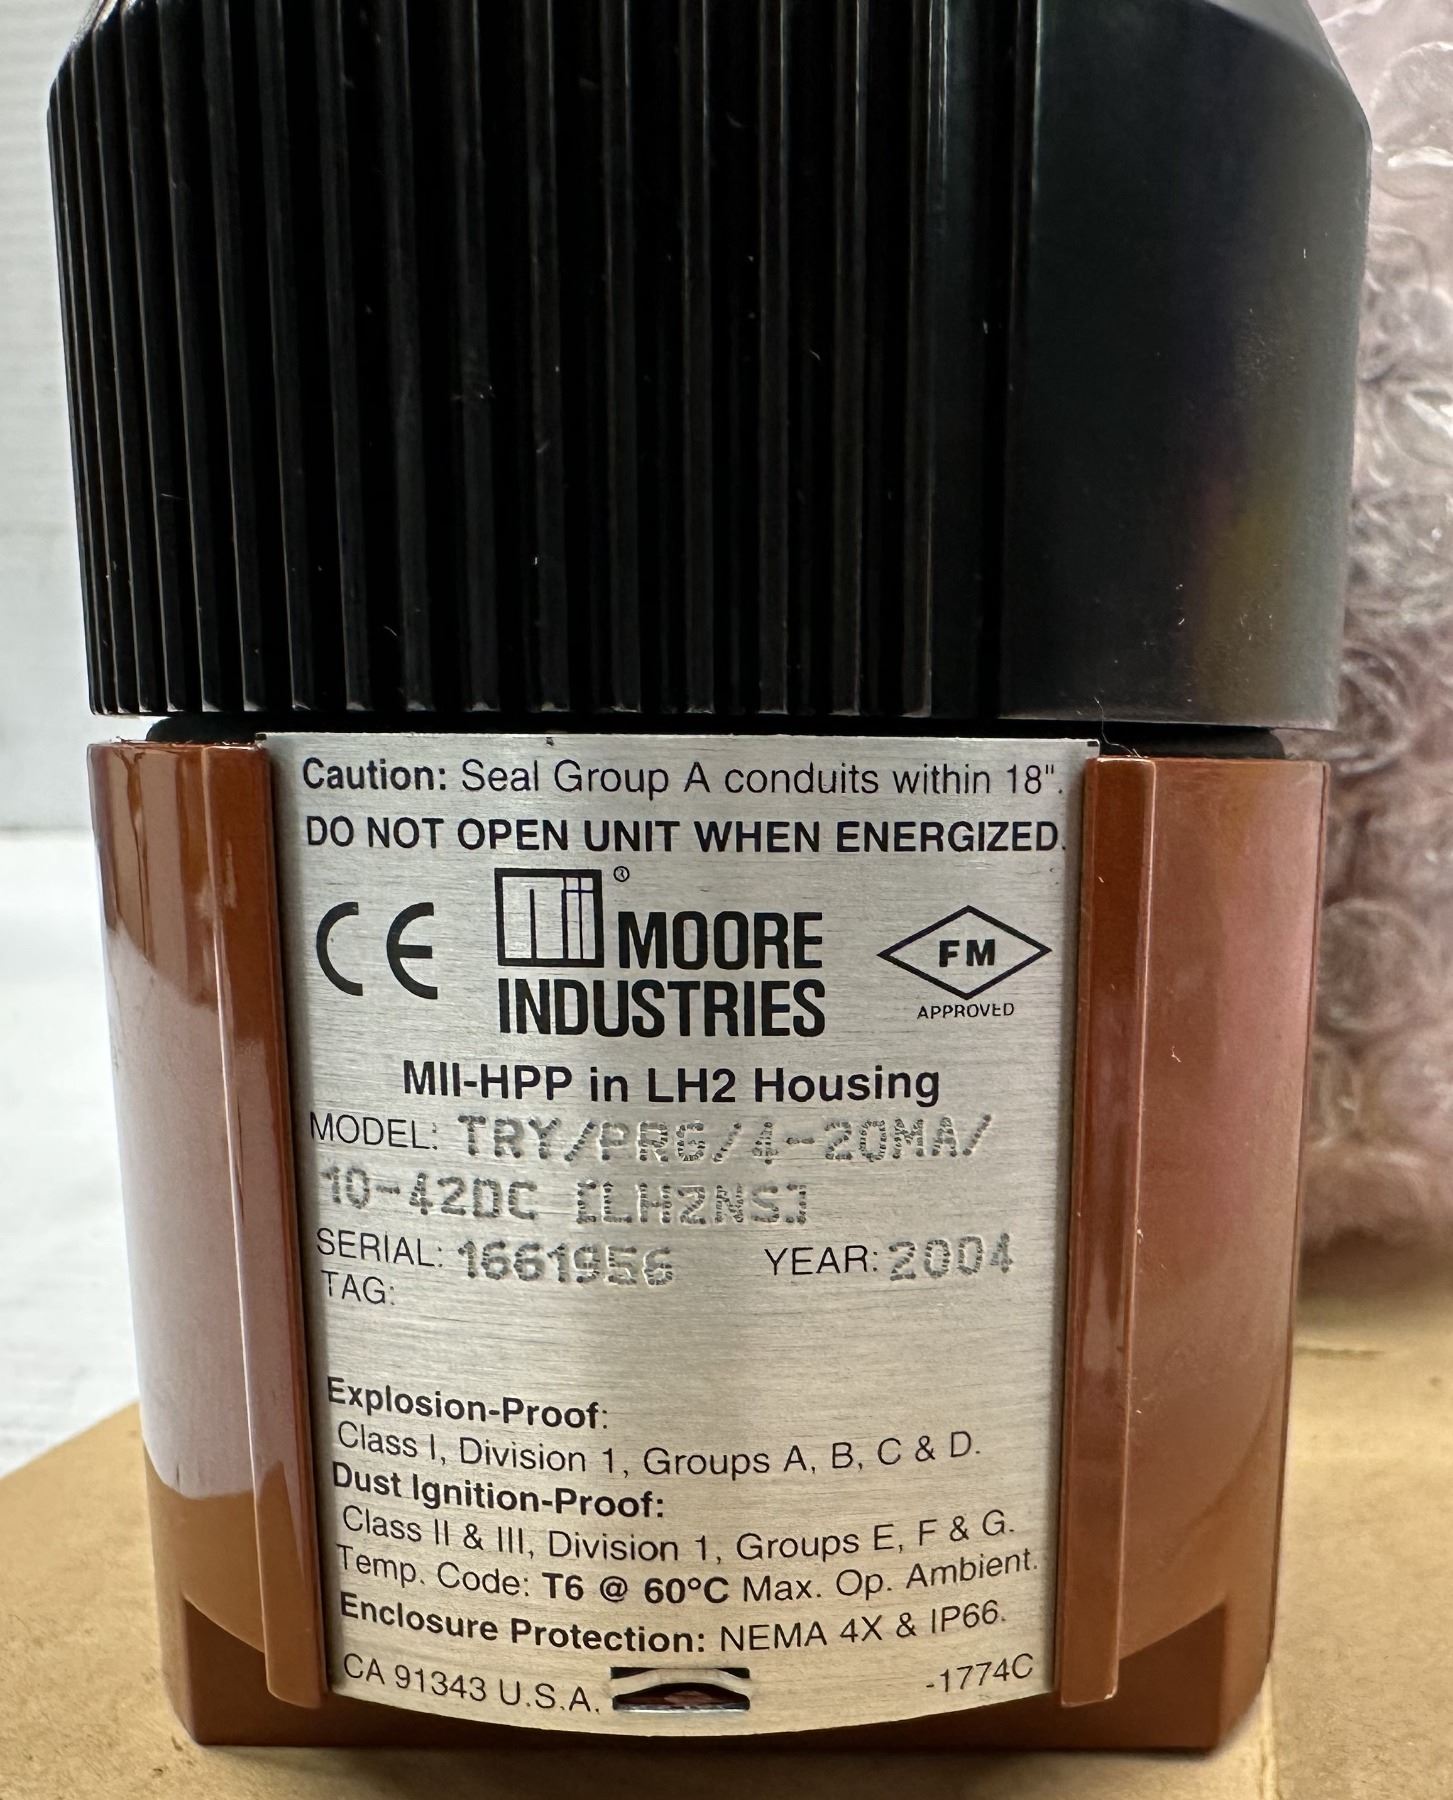 Caution: Seal Group A conduits within 18".
DO NOT OPEN UNIT WHEN ENERGIZED.
CE
®
MOORE
INDUSTRIES
FM
APPROVED
MII-HPP in LH2 Housing
MODEL: TRY/PRG/4-20MA/
10-42DC [LH2NS]
SERIAL: 1661956 YEAR: 2004
TAG:
Explosion-Proof:
Class I, Division 1, Groups A, B, C & D.
Dust Ignition-Proof:
Class II & III, Division 1, Groups E, F & G.
Temp. Code: T6 @ 60°C Max. Op. Ambient.
Enclosure Protection: NEMA 4X & IP66.
CA 91343 U.S.A. -1774C